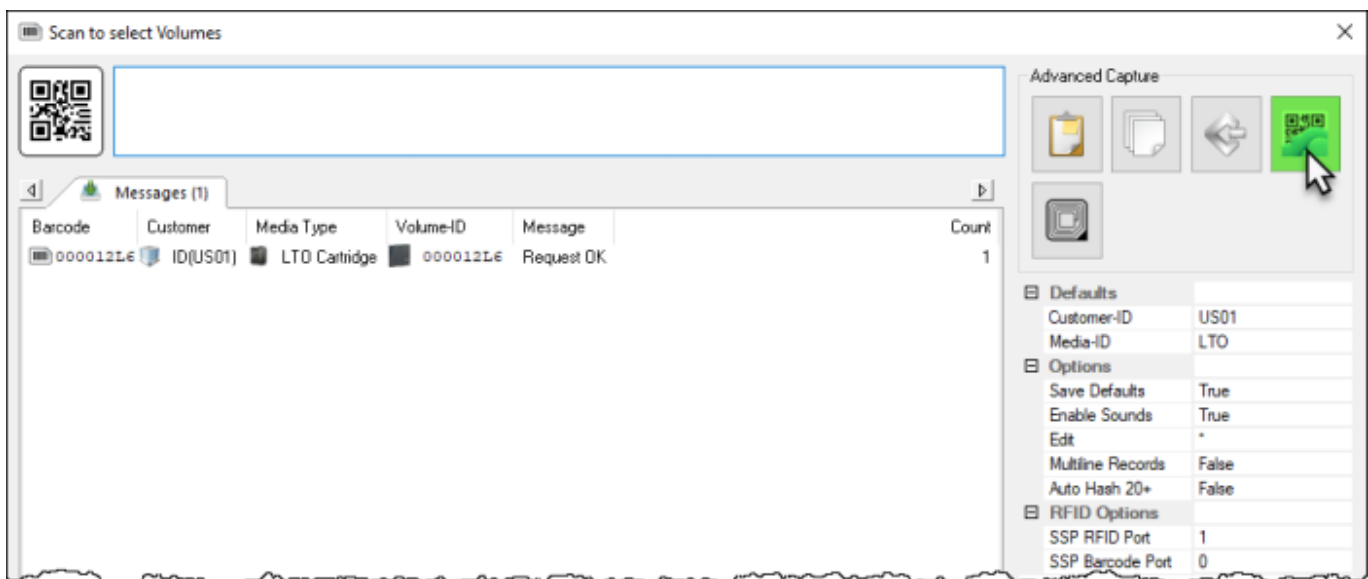 Scan to select Volumes
Advanced Capture
Messages (1)
Barcode Customer Media Type Volume-ID Message Count
000012L6 ID(US01) LTO Cartridge 000012L6 Request OK 1
Defaults
Customer-ID US01
Media-ID LTO
Options
Save Defaults True
Enable Sounds True
Edit *
Multiline Records False
Auto Hash 20+ False
RFID Options
SSP RFID Port 1
SSP Barcode Port 0